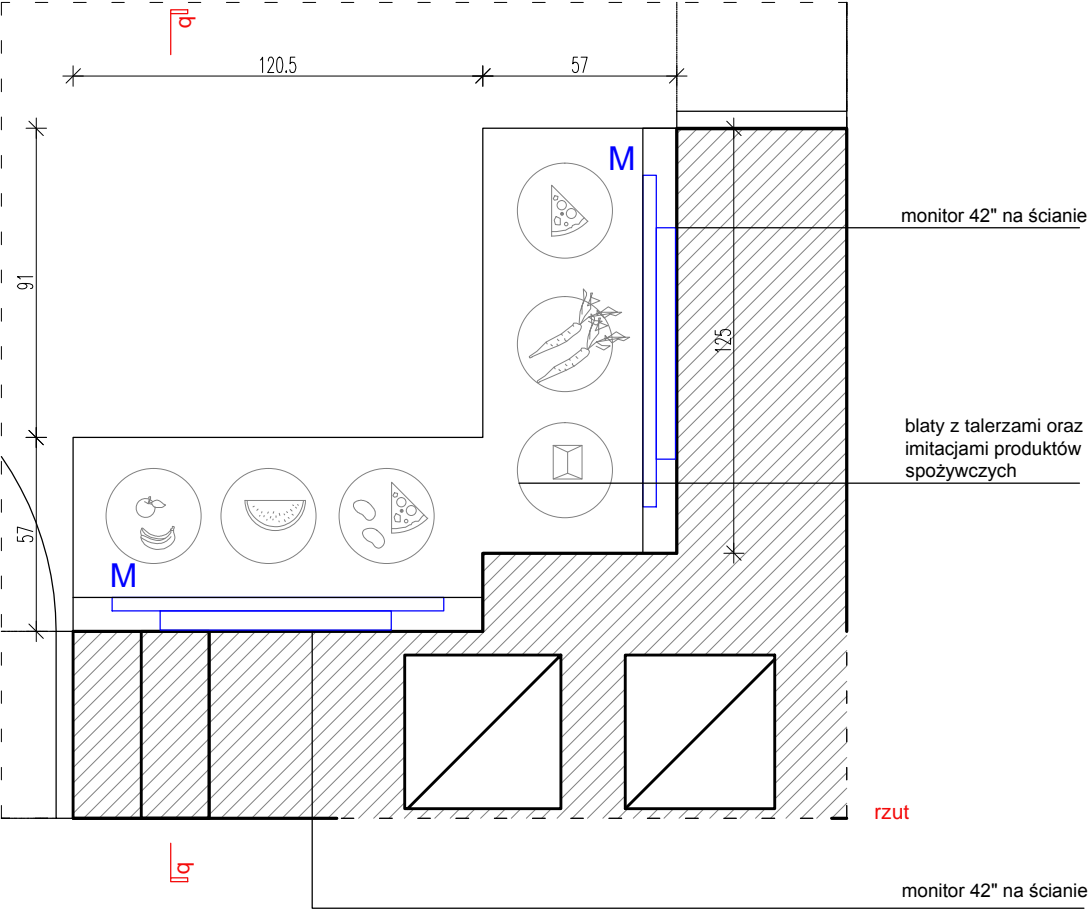 q
120.5
57
M
monitor 42" na ścianie
91
125
blaty z talerzami oraz
imitacjami produktów
spożywczych
57
M
rzut
q
monitor 42" na ścianie